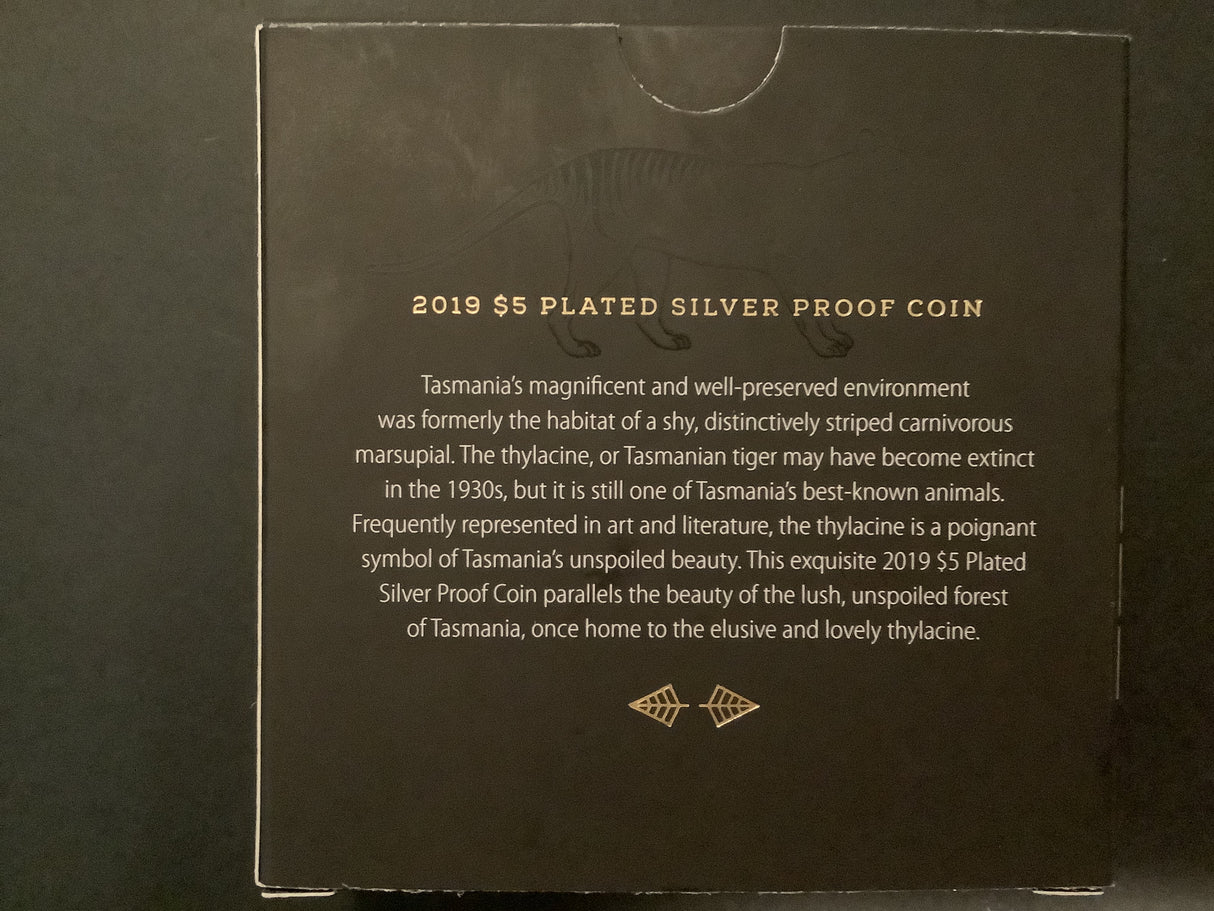 2019 $5 PLATED SILVER PROOF COIN
Tasmania's magnificent and well-preserved environment
was formerly the habitat of a shy, distinctively striped carnivorous
marsupial. The thylacine, or Tasmanian tiger may have become extinct
in the 1930s, but it is still one of Tasmania's best-known animals.
Frequently represented in art and literature, the thylacine is a poignant
symbol of Tasmania's unspoiled beauty. This exquisite 2019 $5 Plated
Silver Proof Coin parallels the beauty of the lush, unspoiled forest
of Tasmania, once home to the elusive and lovely thylacine.